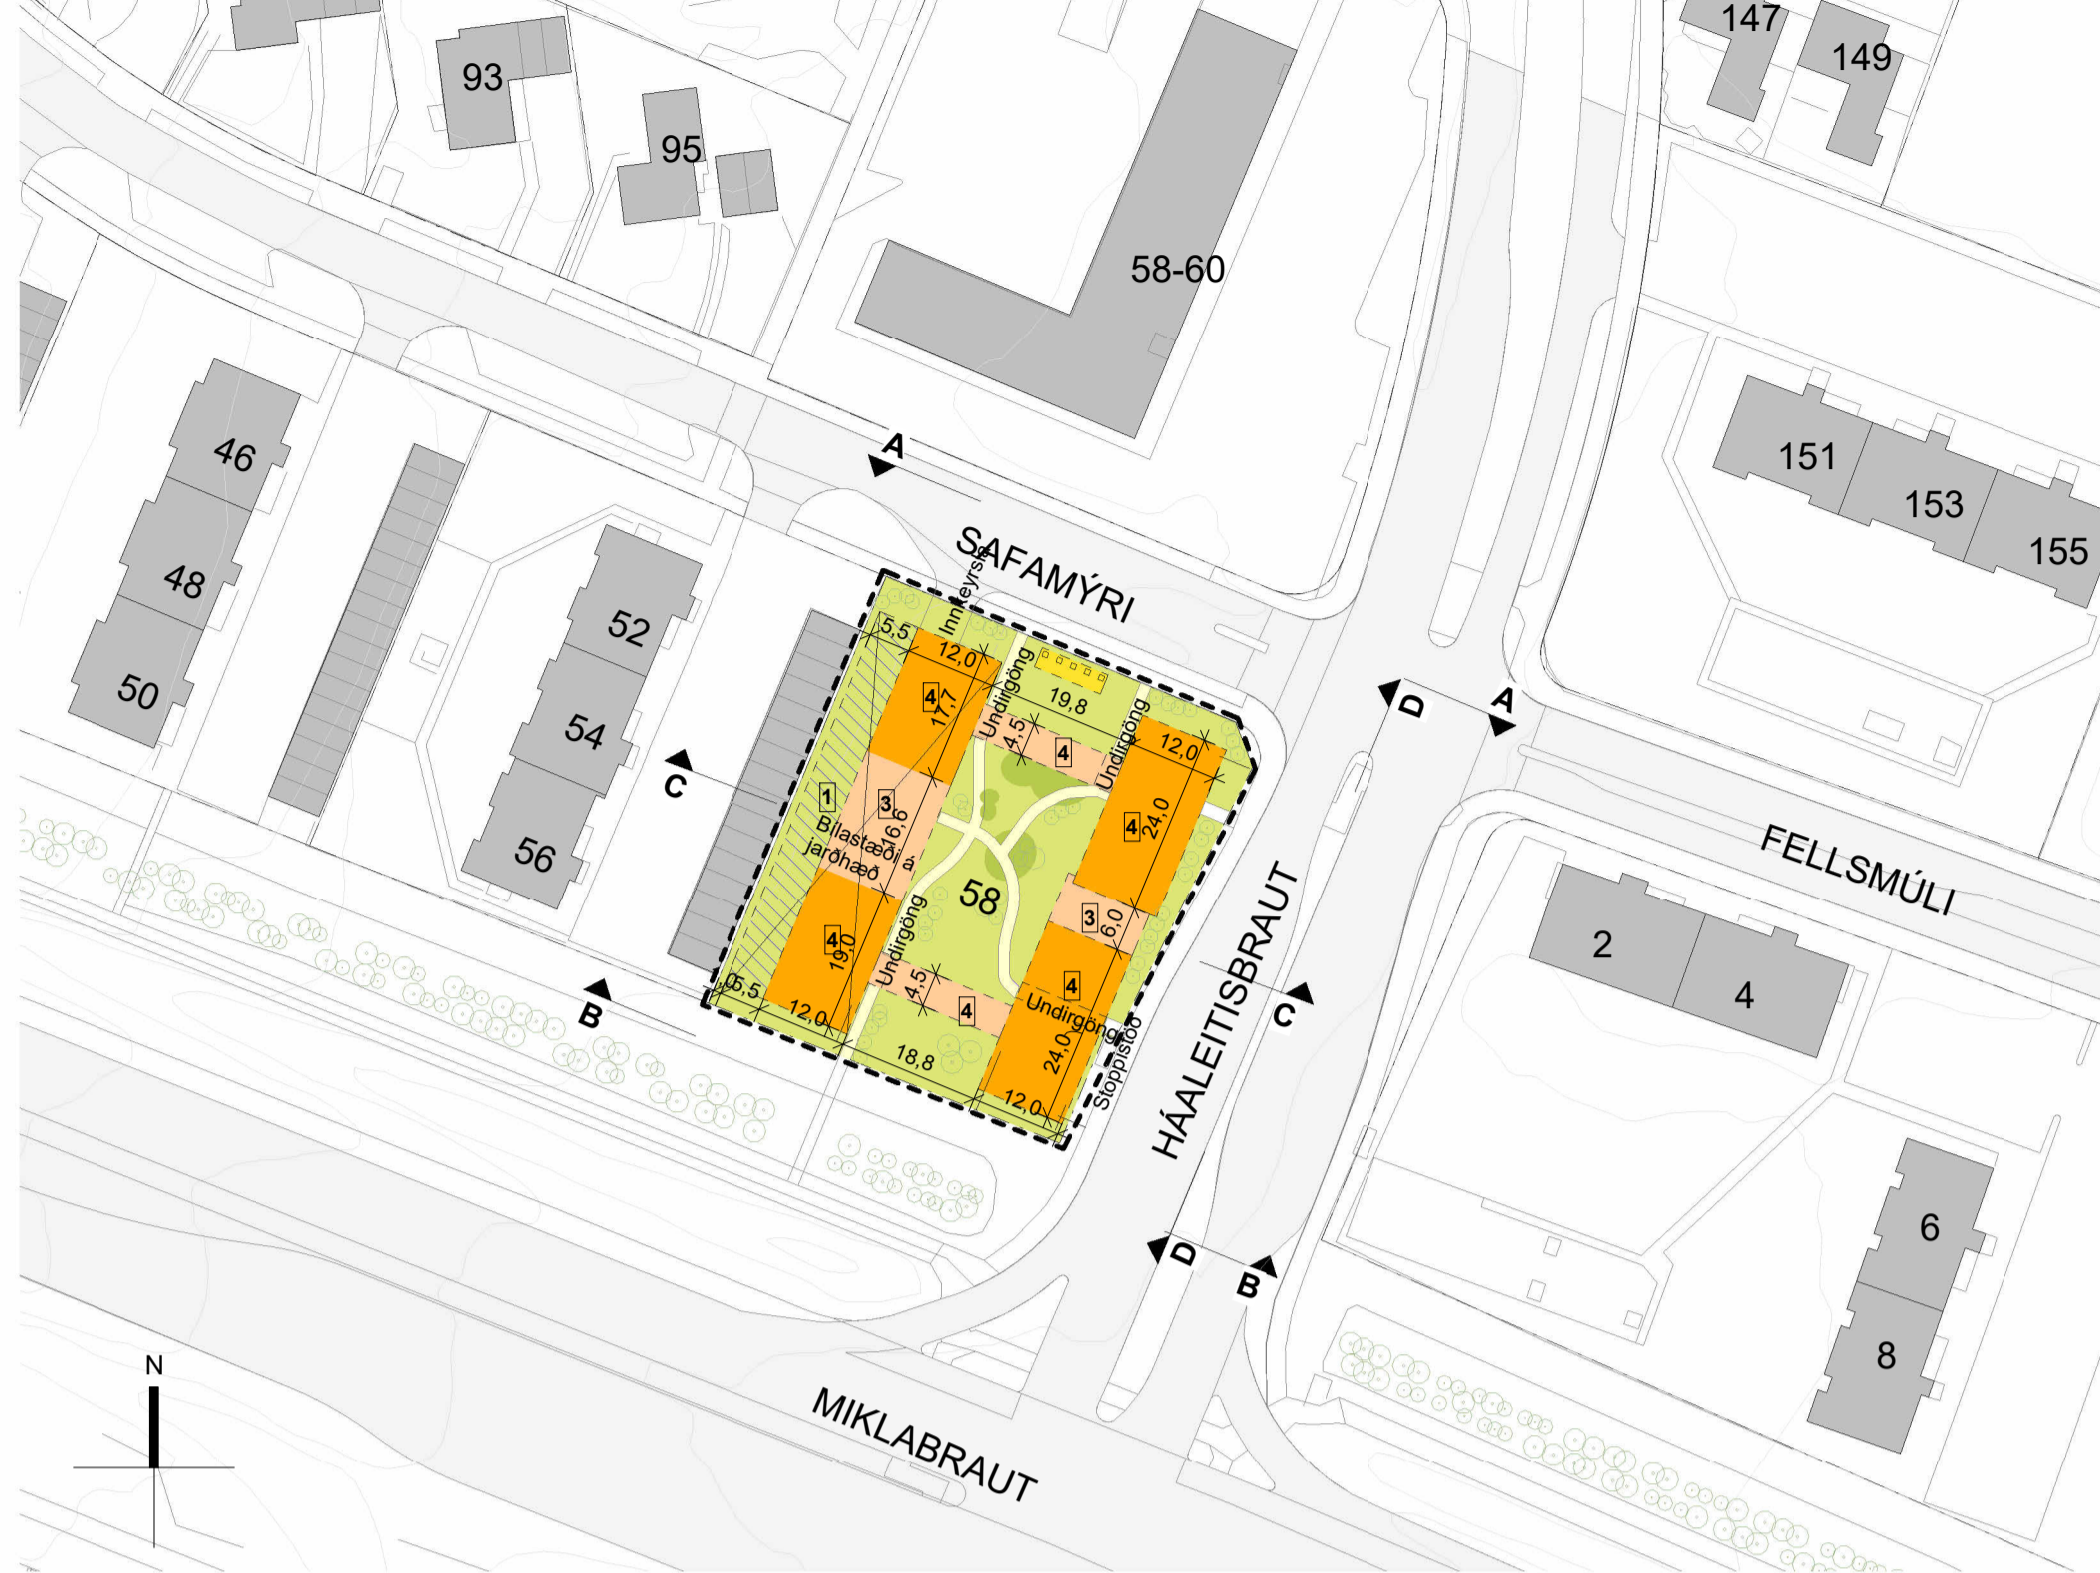 147
149
93
95
58-60
46
48
50
52
54
56
151
153
155
A
SAFAMÝRI
Innkeyrsla
5,5
12,0
4
17,7
Undirgöng
19,8
4,5
4
Undirgöng
12,0
4
24,0
D
A
C
1
3
16,6
Bílastæði á
jarðhæð
58
3
6,0
FELLSMÚLI
2
4
4
19,0
Undirgöng
4,5
4
4
Undirgöng
24,0
HÁALEITISBRAUT
C
B
5,5
12,0
18,8
12,0
Stoppistöð
D
B
6
8
N
MIKLABRAUT